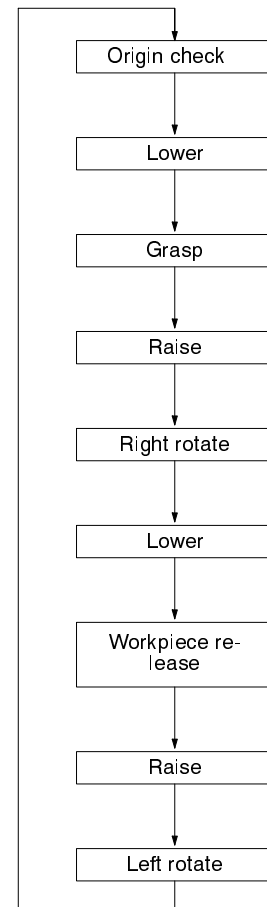 Origin check
Lower
Grasp
Raise
Right rotate
Lower
Workpiece re-
lease
Raise
Left rotate